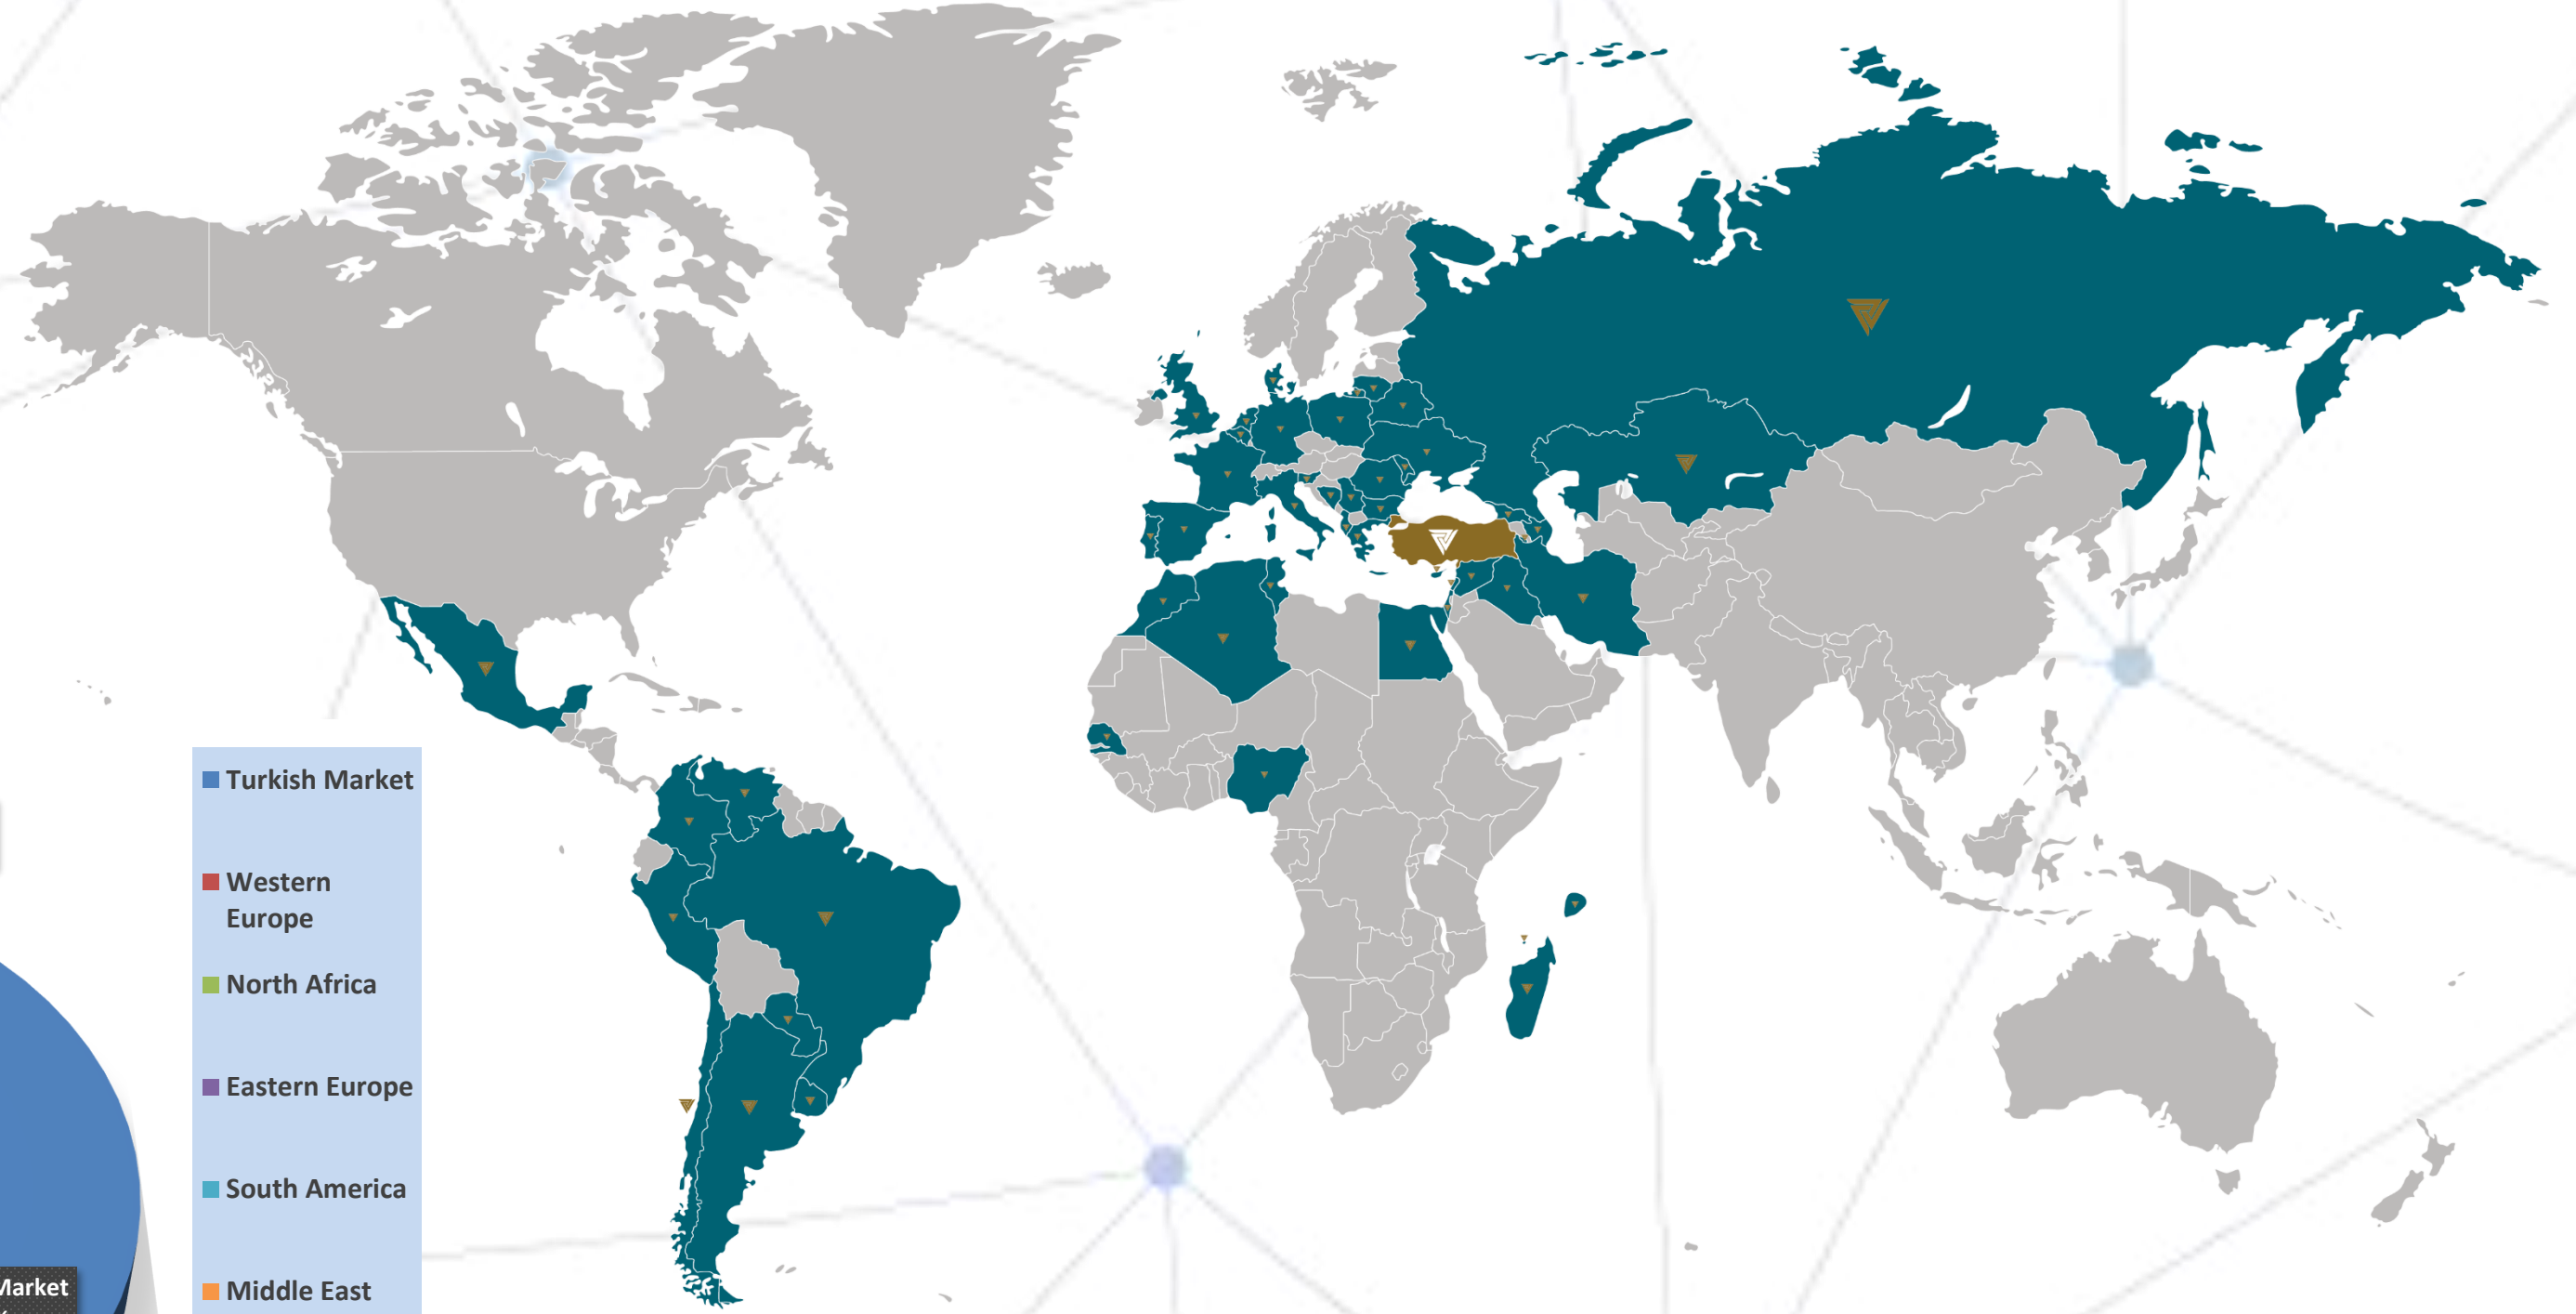 Turkish Market
Western
Europe
North Africa
Eastern Europe
South America
Middle East
Market